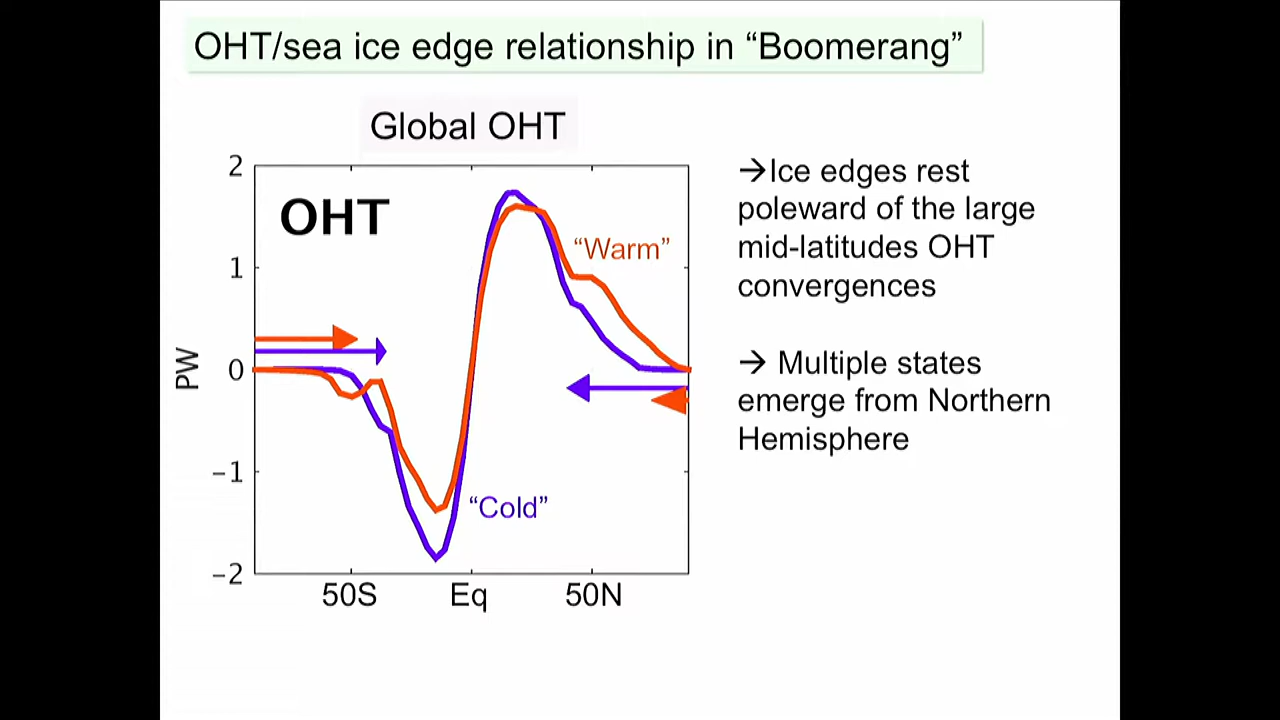 OHT/sea ice edge relationship in “Boomerang”
Global OHT
2
1
0
−1
−2
PW
OHT
“Warm”
“Cold”
50S
Eq
50N
→Ice edges rest
poleward of the large
mid-latitudes OHT
convergences
→ Multiple states
emerge from Northern
Hemisphere